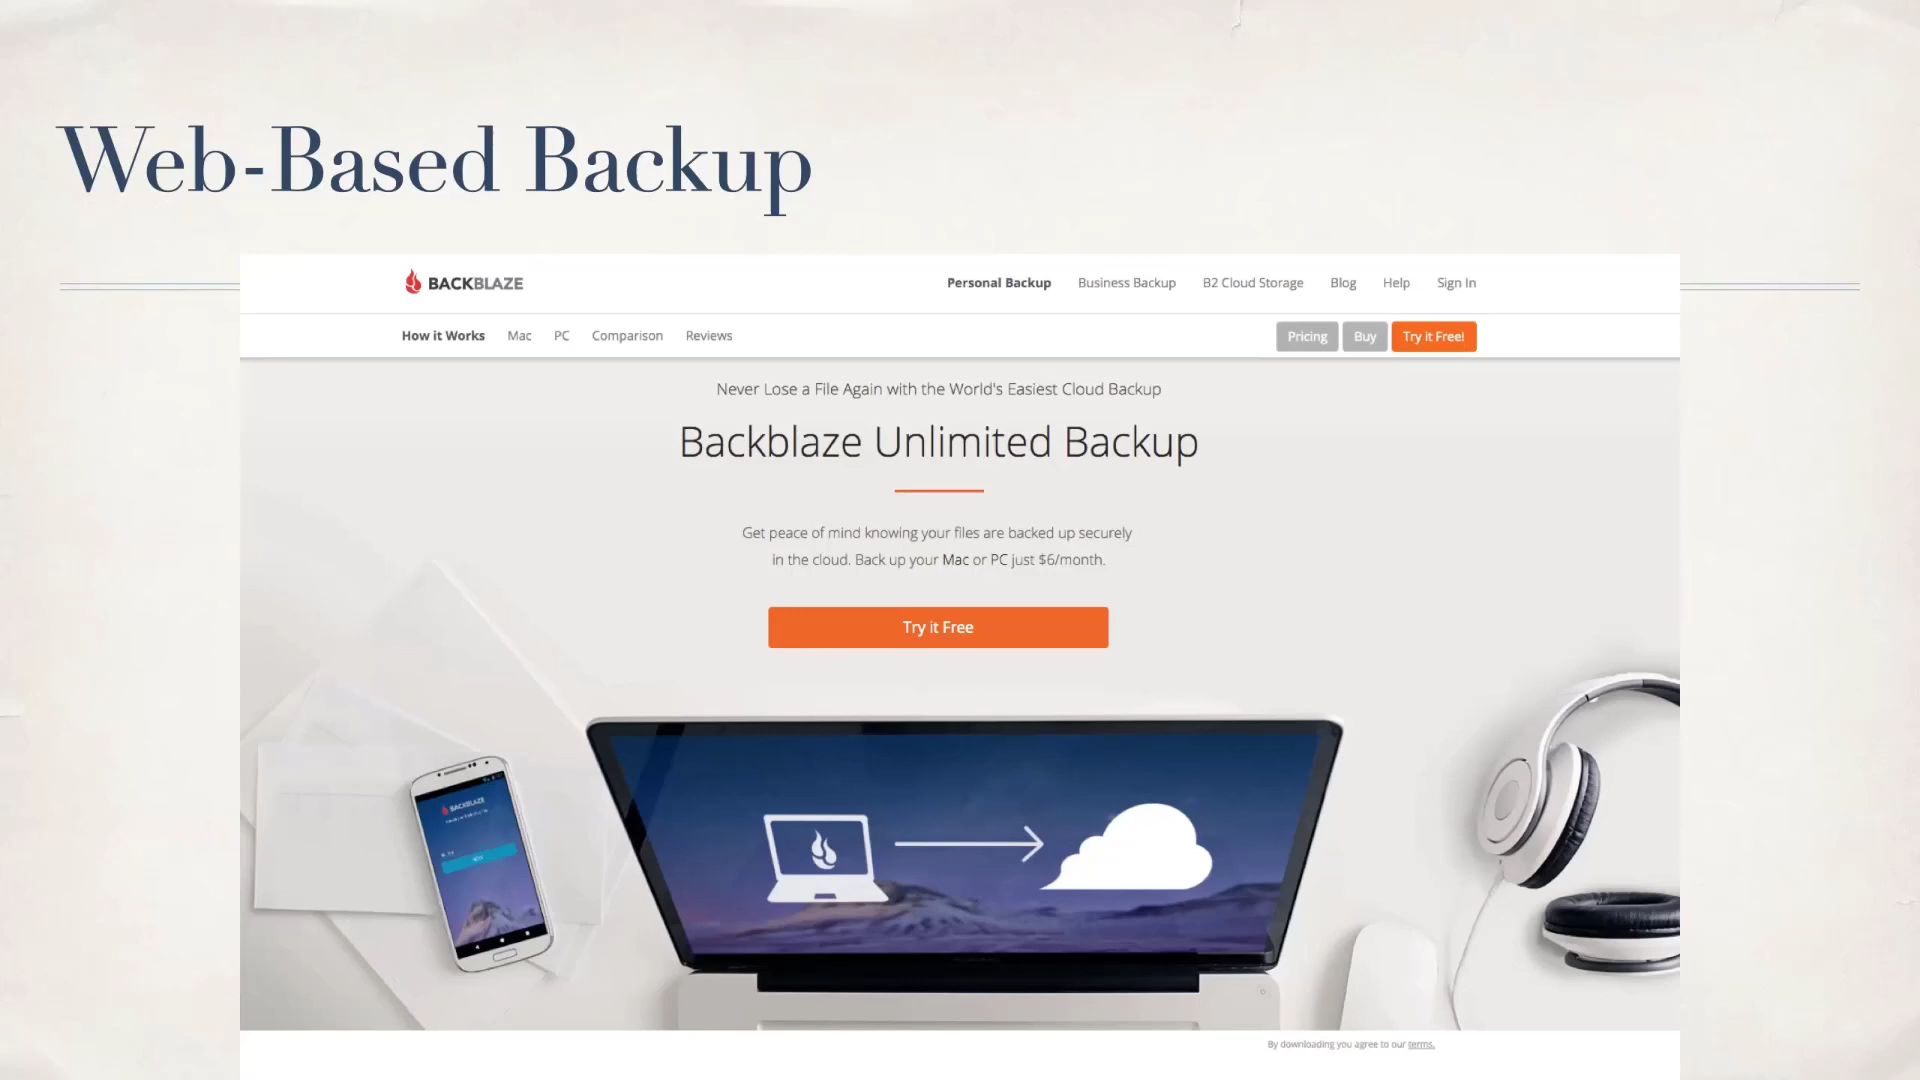 Web-Based Backup
BACKBLAZE
Personal Backup Business Backup B2 Cloud Storage Blog Help Sign In
How it Works Mac PC Comparison Reviews
Pricing Buy Try it Free!
Never Lose a File Again with the World's Easiest Cloud Backup
Backblaze Unlimited Backup
Get peace of mind knowing your files are backed up securely
in the cloud. Back up your Mac or PC just $6/month.
Try it Free
BACKBLAZE
By downloading you agree to our terms.